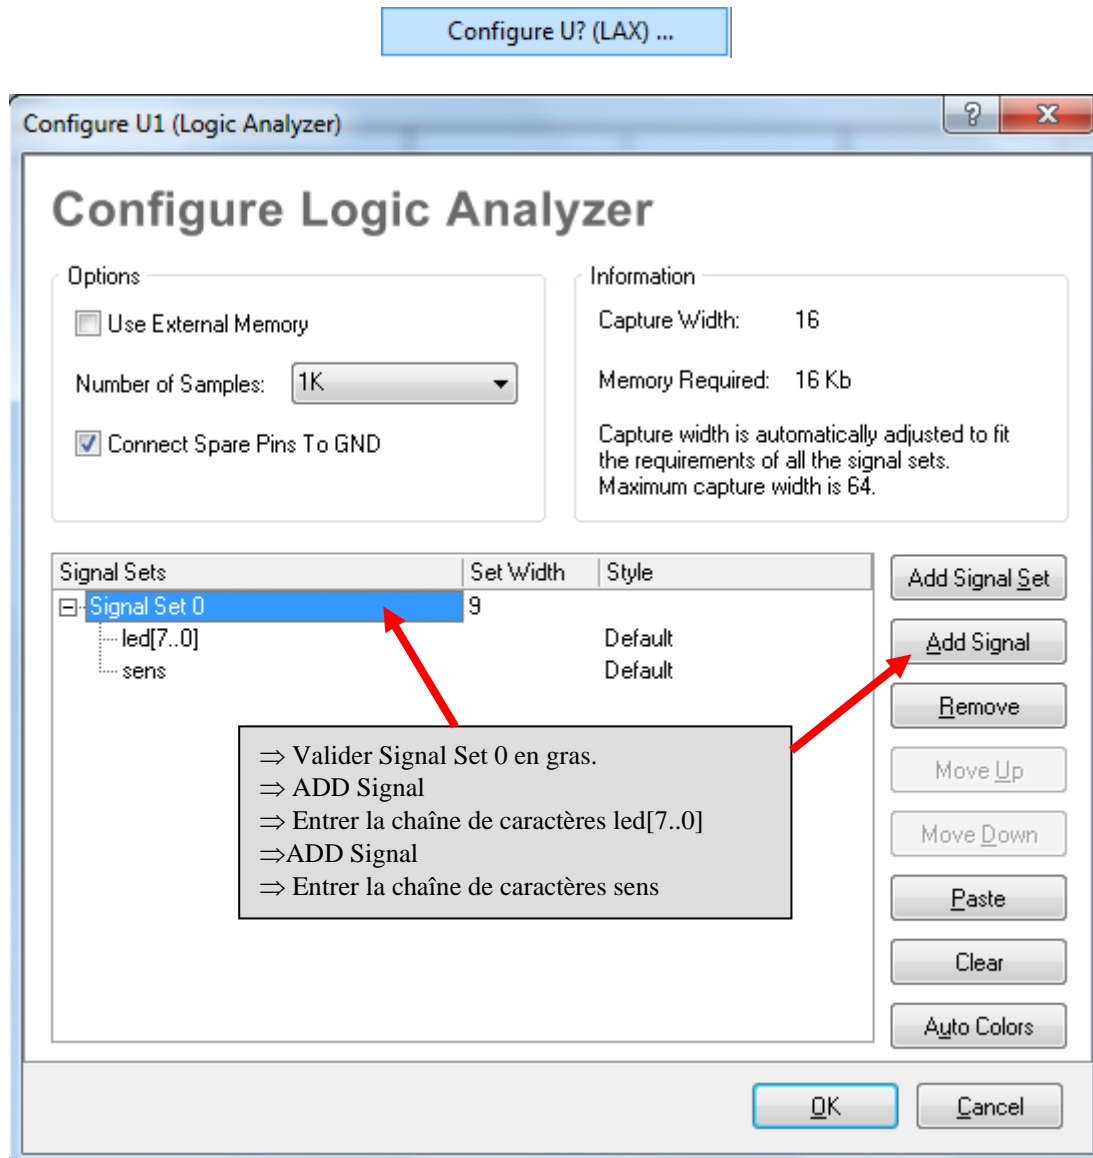 Configure U? (LAX) ...
Configure U1 (Logic Analyzer)
Configure Logic Analyzer
Options
Use External Memory
Number of Samples: 1K
Connect Spare Pins To GND
Information
Capture Width: 16
Memory Required: 16 Kb
Capture width is automatically adjusted to fit
the requirements of all the signal sets.
Maximum capture width is 64.
Signal Sets Set Width Style
Signal Set 0 9
led[7..0] Default
sens Default
⇒ Valider Signal Set 0 en gras.
⇒ ADD Signal
⇒ Entrer la chaîne de caractères led[7..0]
⇒ADD Signal
⇒ Entrer la chaîne de caractères sens
Add Signal Set
Add Signal
Remove
Move Up
Move Down
Paste
Clear
Auto Colors
OK
Cancel